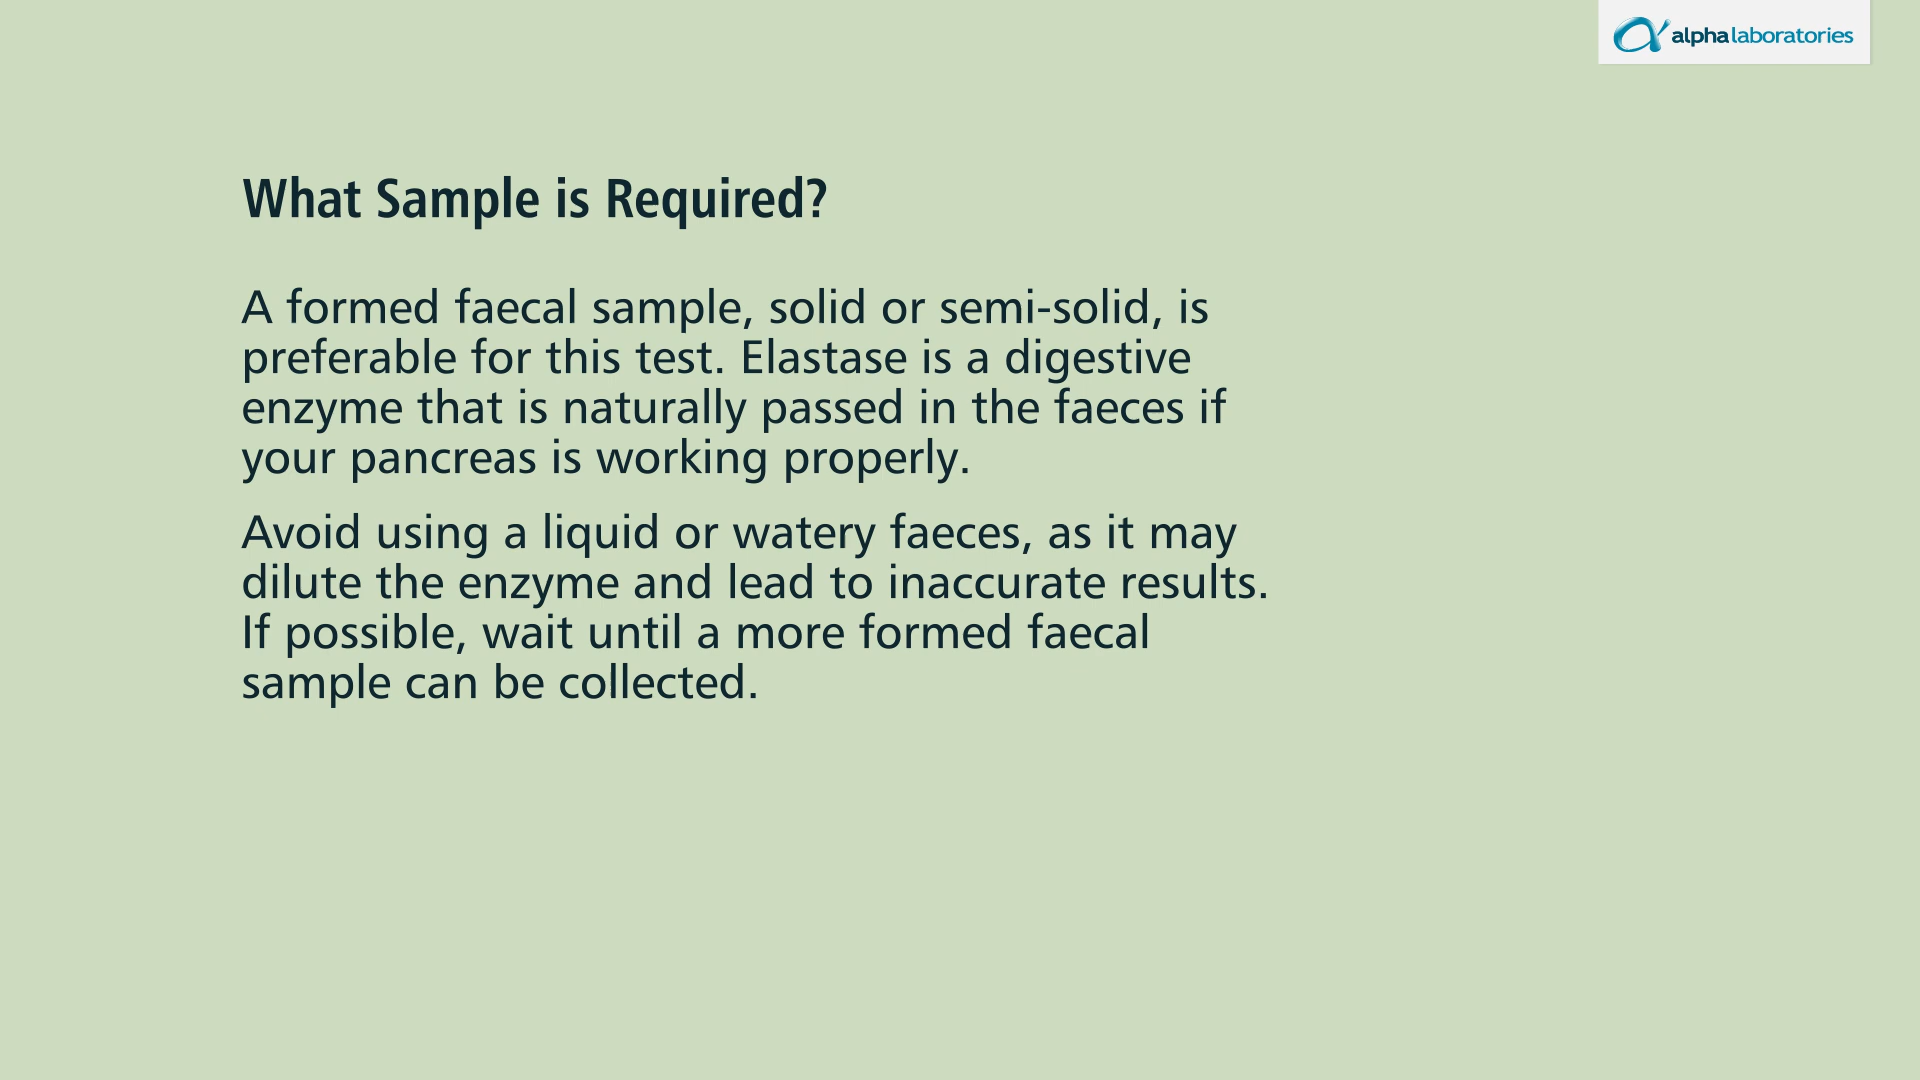 alphalaboratories
What Sample is Required?
A formed faecal sample, solid or semi-solid, is
preferable for this test. Elastase is a digestive
enzyme that is naturally passed in the faeces if
your pancreas is working properly.
Avoid using a liquid or watery faeces, as it may
dilute the enzyme and lead to inaccurate results.
If possible, wait until a more formed faecal
sample can be collected.